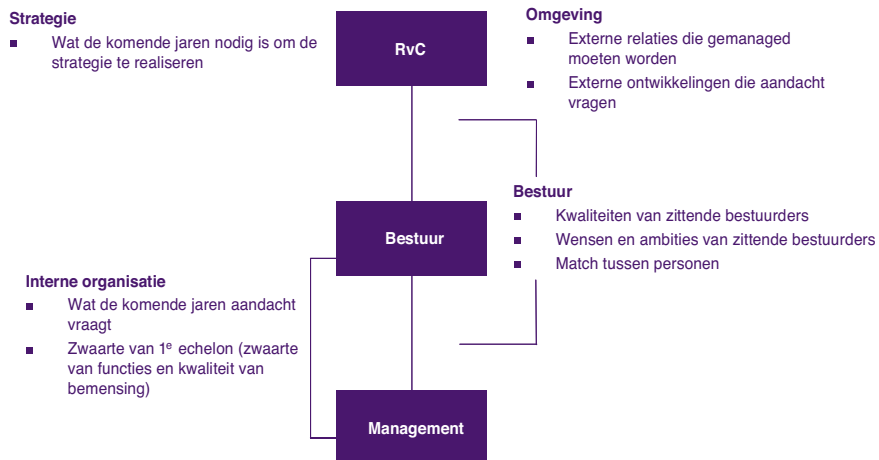 Strategie
▪ Wat de komende jaren nodig is om de
strategie te realiseren
RvC
Omgeving
▪ Externe relaties die gemanaged
moeten worden
▪ Externe ontwikkelingen die aandacht
vragen
Bestuur
Bestuur
▪ Kwaliteiten van zittende bestuurders
▪ Wensen en ambities van zittende bestuurders
▪ Match tussen personen
Interne organisatie
▪ Wat de komende jaren aandacht
vraagt
▪ Zwaarte van 1e echelon (zwaarte
van functies en kwaliteit van
bemensing)
Management